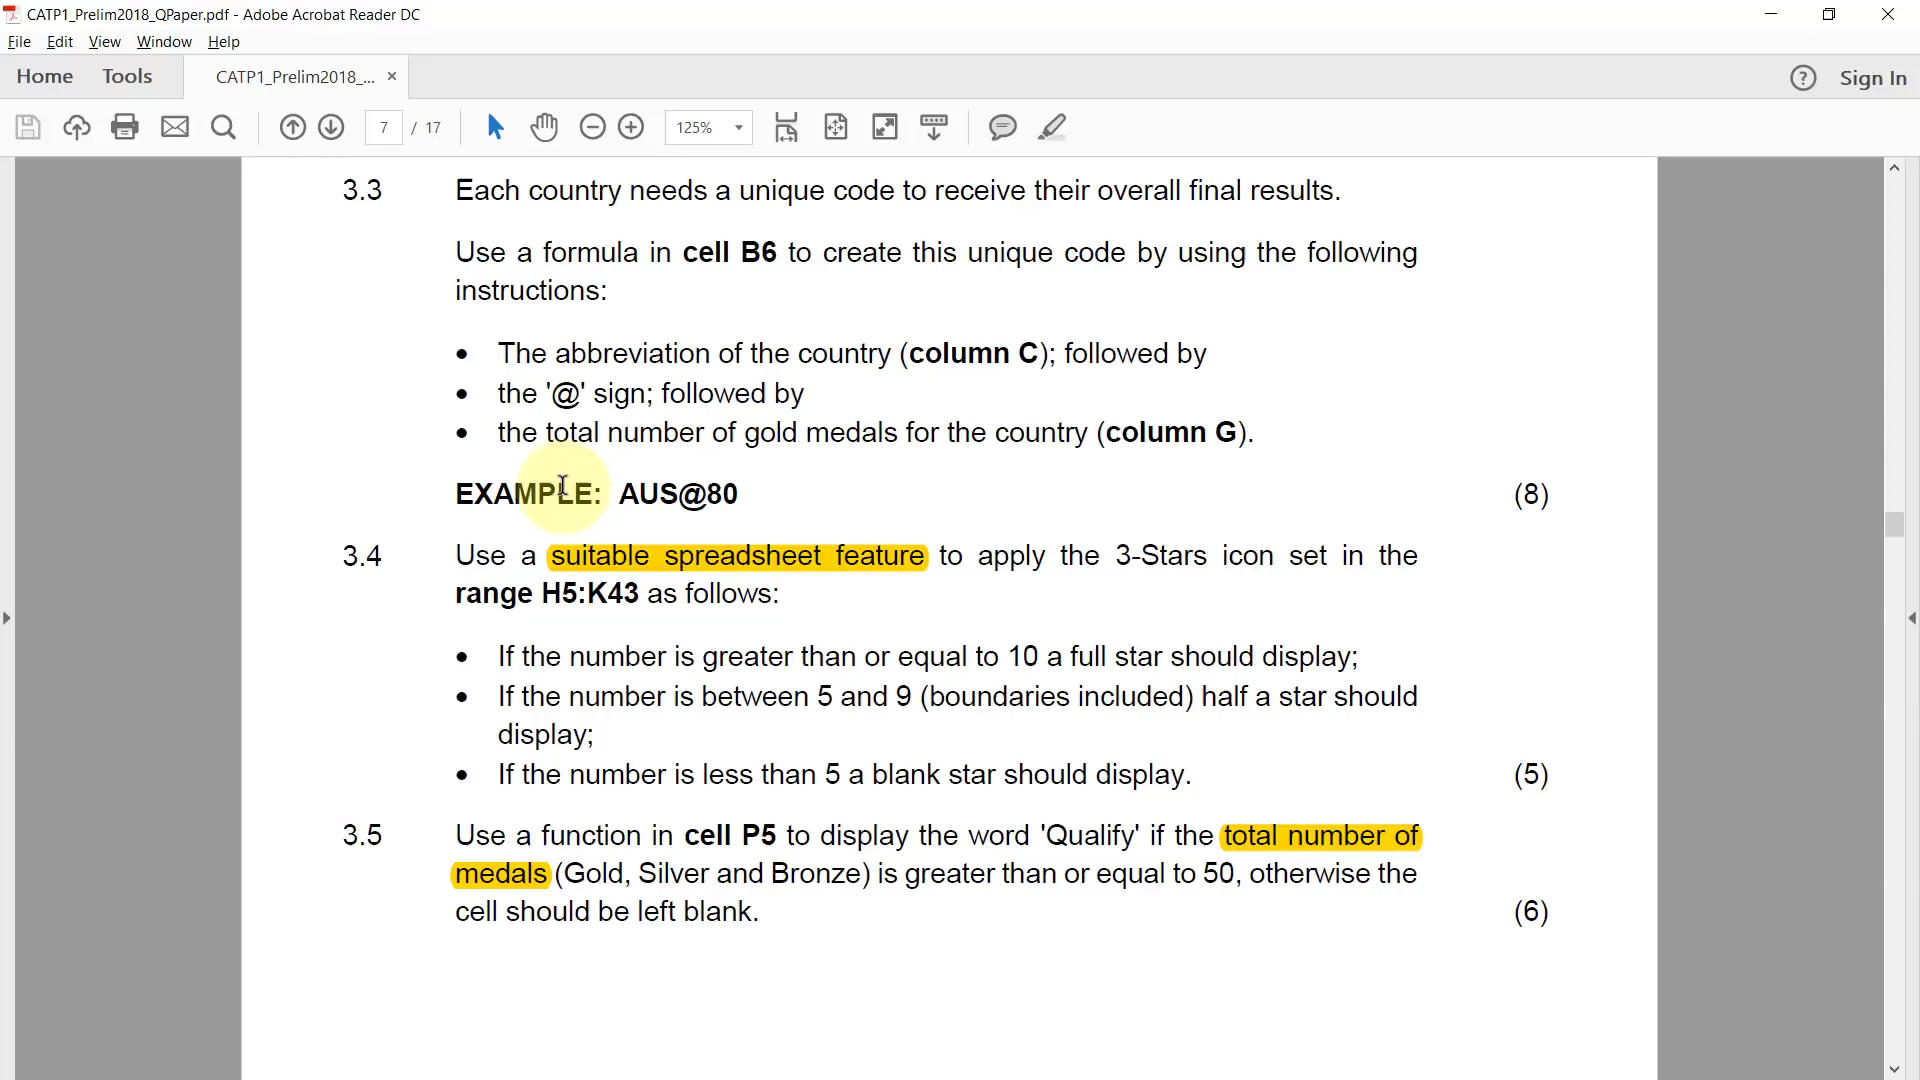 CATP1_Prelim2018_QPaper.pdf - Adobe Acrobat Reader DC
File Edit View Window Help
Home Tools CATP1_Prelim2018_... × Sign In
7 / 17 125%
3.3 Each country needs a unique code to receive their overall final results.
Use a formula in cell B6 to create this unique code by using the following
instructions:
• The abbreviation of the country (column C); followed by
• the '@' sign; followed by
• the total number of gold medals for the country (column G).
EXAMPLE: AUS@80 (8)
3.4 Use a suitable spreadsheet feature to apply the 3-Stars icon set in the
range H5:K43 as follows:
• If the number is greater than or equal to 10 a full star should display;
• If the number is between 5 and 9 (boundaries included) half a star should
display;
• If the number is less than 5 a blank star should display. (5)
3.5 Use a function in cell P5 to display the word 'Qualify' if the total number of
medals (Gold, Silver and Bronze) is greater than or equal to 50, otherwise the
cell should be left blank. (6)